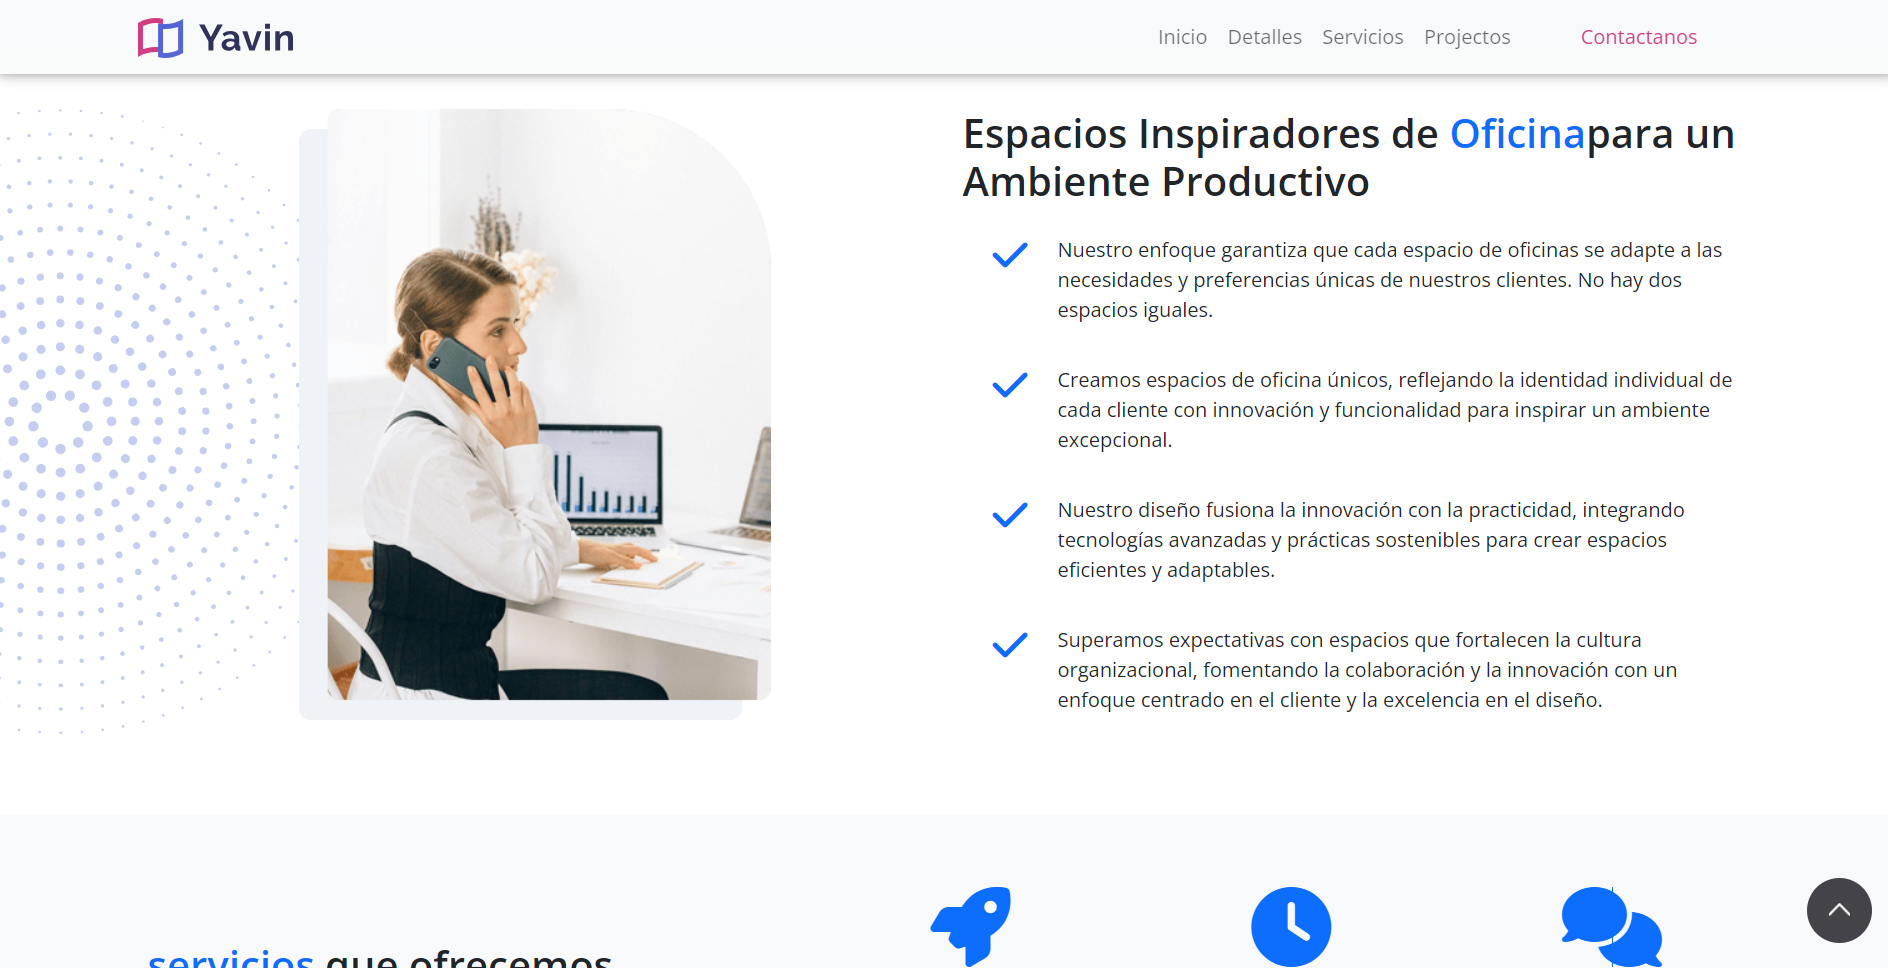 Yavin
Inicio Detalles Servicios Projectos Contactanos
Espacios Inspiradores de Oficinapara un
Ambiente Productivo
Nuestro enfoque garantiza que cada espacio de oficinas se adapte a las
necesidades y preferencias únicas de nuestros clientes. No hay dos
espacios iguales.
Creamos espacios de oficina únicos, reflejando la identidad individual de
cada cliente con innovación y funcionalidad para inspirar un ambiente
excepcional.
Nuestro diseño fusiona la innovación con la practicidad, integrando
tecnologías avanzadas y prácticas sostenibles para crear espacios
eficientes y adaptables.
Superamos expectativas con espacios que fortalecen la cultura
organizacional, fomentando la colaboración y la innovación con un
enfoque centrado en el cliente y la excelencia en el diseño.
servicios que ofrecemos